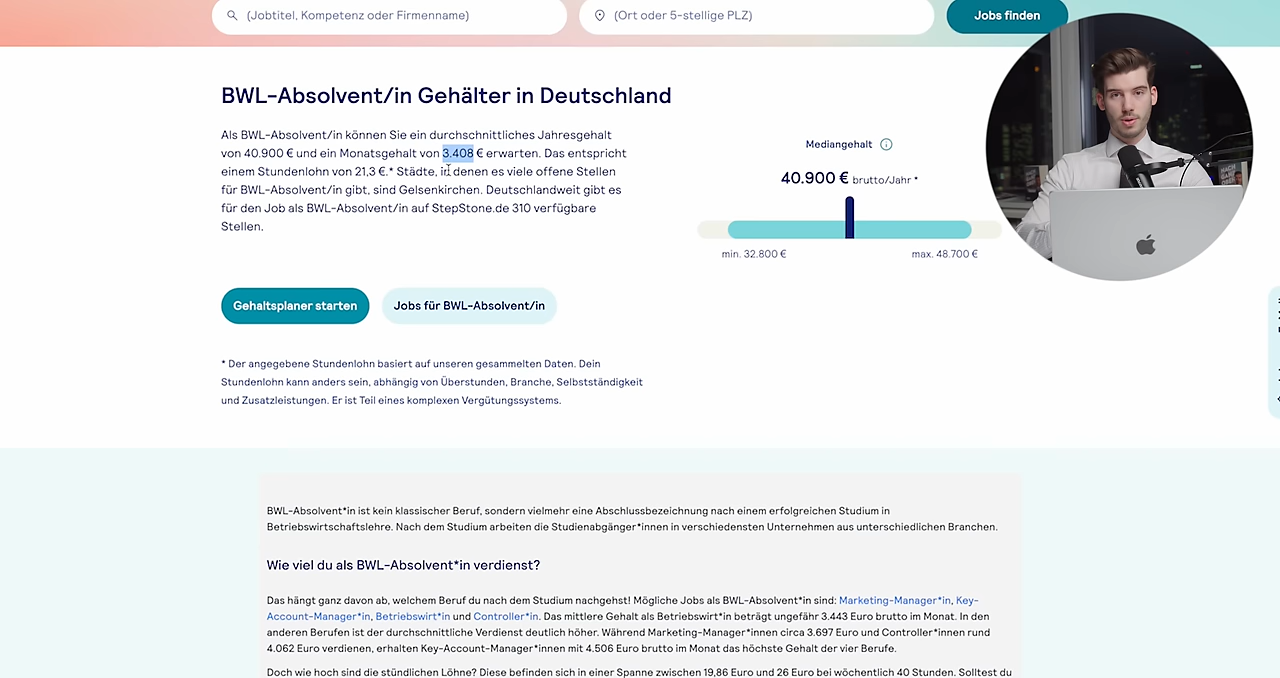 (Jobtitel, Kompetenz oder Firmenname)
(Ort oder 5-stellige PLZ)
Jobs finden
BWL-Absolvent/in Gehälter in Deutschland
Als BWL-Absolvent/in können Sie ein durchschnittliches Jahresgehalt
von 40.900 € und ein Monatsgehalt von 3.408 € erwarten. Das entspricht
einem Stundenlohn von 21,3 €.* Städte, in denen es viele offene Stellen
für BWL-Absolvent/in gibt, sind Gelsenkirchen. Deutschlandweit gibt es
für den Job als BWL-Absolvent/in auf StepStone.de 310 verfügbare
Stellen.
Mediangehalt
40.900 € brutto/Jahr *
min. 32.800 €
max. 48.700 €
Gehaltsplaner starten
Jobs für BWL-Absolvent/in
* Der angegebene Stundenlohn basiert auf unseren gesammelten Daten. Dein
Stundenlohn kann anders sein, abhängig von Überstunden, Branche, Selbstständigkeit
und Zusatzleistungen. Er ist Teil eines komplexen Vergütungssystems.
BWL-Absolvent*in ist kein klassischer Beruf, sondern vielmehr eine Abschlussbezeichnung nach einem erfolgreichen Studium in
Betriebswirtschaftslehre. Nach dem Studium arbeiten die Studienabgänger*innen in verschiedensten Unternehmen aus unterschiedlichen Branchen.
Wie viel du als BWL-Absolvent*in verdienst?
Das hängt ganz davon ab, welchem Beruf du nach dem Studium nachgehst! Mögliche Jobs als BWL-Absolvent*in sind: Marketing-Manager*in, Key-
Account-Manager*in, Betriebswirt*in und Controller*in. Das mittlere Gehalt als Betriebswirt*in beträgt ungefähr 3.443 Euro brutto im Monat. In den
anderen Berufen ist der durchschnittliche Verdienst deutlich höher. Während Marketing-Manager*innen circa 3.697 Euro und Controller*innen rund
4.062 Euro verdienen, erhalten Key-Account-Manager*innen mit 4.506 Euro brutto im Monat das höchste Gehalt der vier Berufe.
Doch wie hoch sind die stündlichen Löhne? Diese befinden sich in einer Spanne zwischen 19,86 Euro und 26 Euro bei wöchentlich 40 Stunden. Solltest du